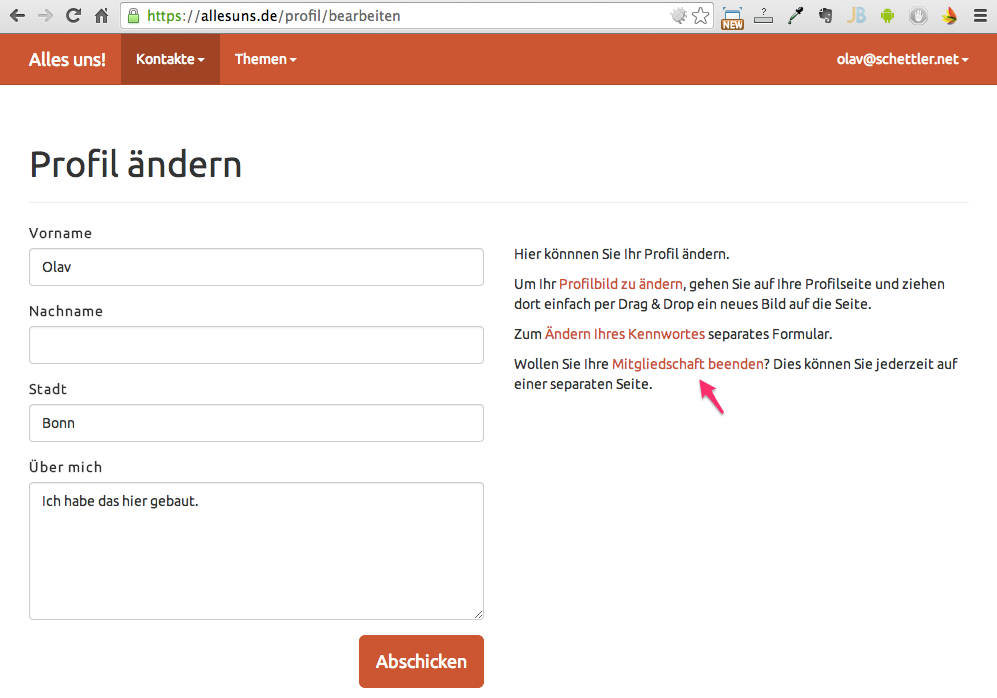 https://allesuns.de/profil/bearbeiten
NEW
?
JB
Alles uns!
Kontakte
Themen
olav@schettler.net
Profil ändern
Vorname
Olav
Nachname
Stadt
Bonn
Über mich
Ich habe das hier gebaut.
Abschicken
Hier könnnen Sie Ihr Profil ändern.
Um Ihr Profilbild zu ändern, gehen Sie auf Ihre Profilseite und ziehen
dort einfach per Drag & Drop ein neues Bild auf die Seite.
Zum Ändern Ihres Kennwortes separates Formular.
Wollen Sie Ihre Mitgliedschaft beenden? Dies können Sie jederzeit auf
einer separaten Seite.